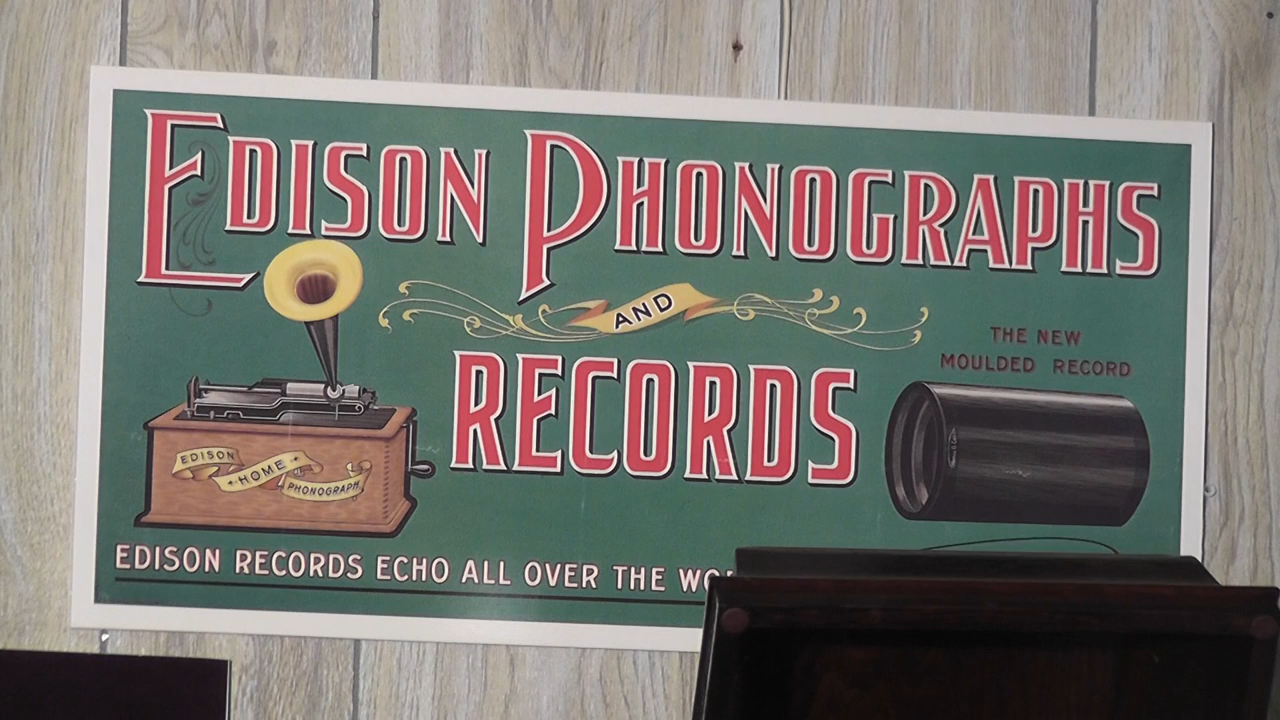 EDISON PHONOGRAPHS
AND
RECORDS
THE NEW
MOULDED RECORD
EDISON
HOME
PHONOGRAPH
EDISON RECORDS ECHO ALL OVER THE